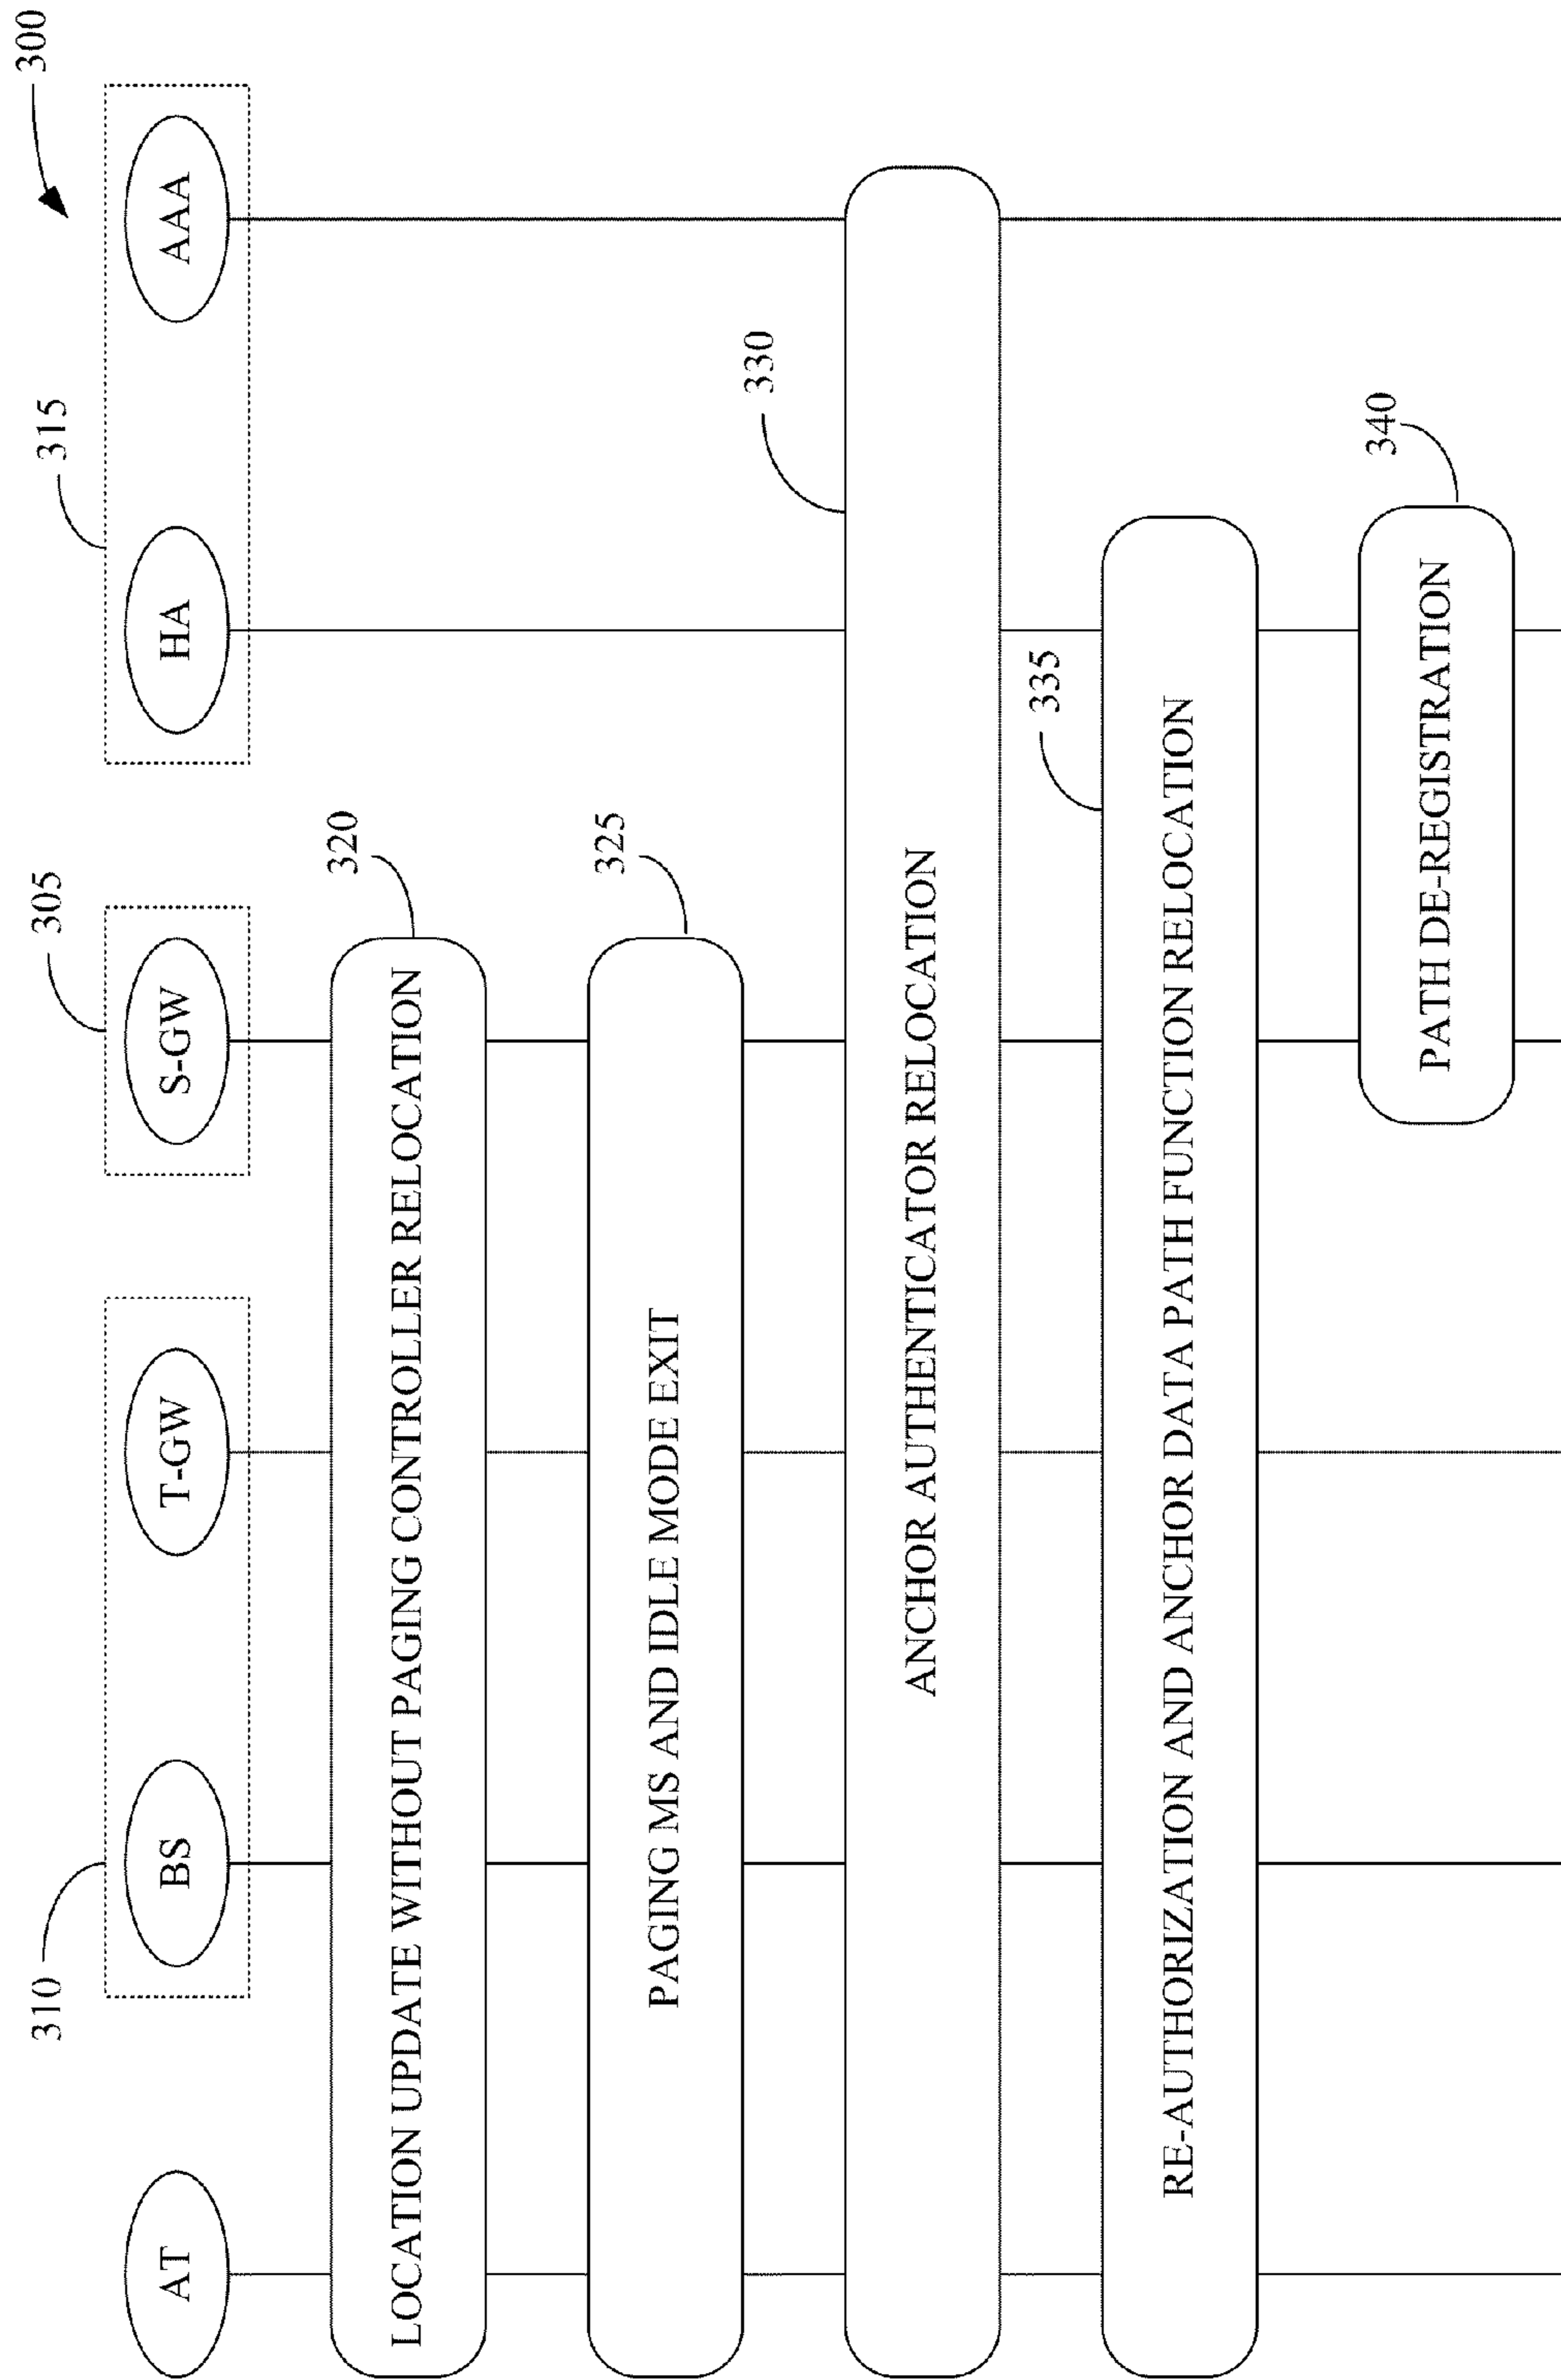 300
310
305
315
AT
BS
T-GW
S-GW
HA
AAA
LOCATION UPDATE WITHOUT PAGING CONTROLLER RELOCATION
320
PAGING MS AND IDLE MODE EXIT
325
330
ANCHOR AUTHENTICATOR RELOCATION
335
RE-AUTHORIZATION AND ANCHOR DATA PATH FUNCTION RELOCATION
340
PATH DE-REGISTRATION